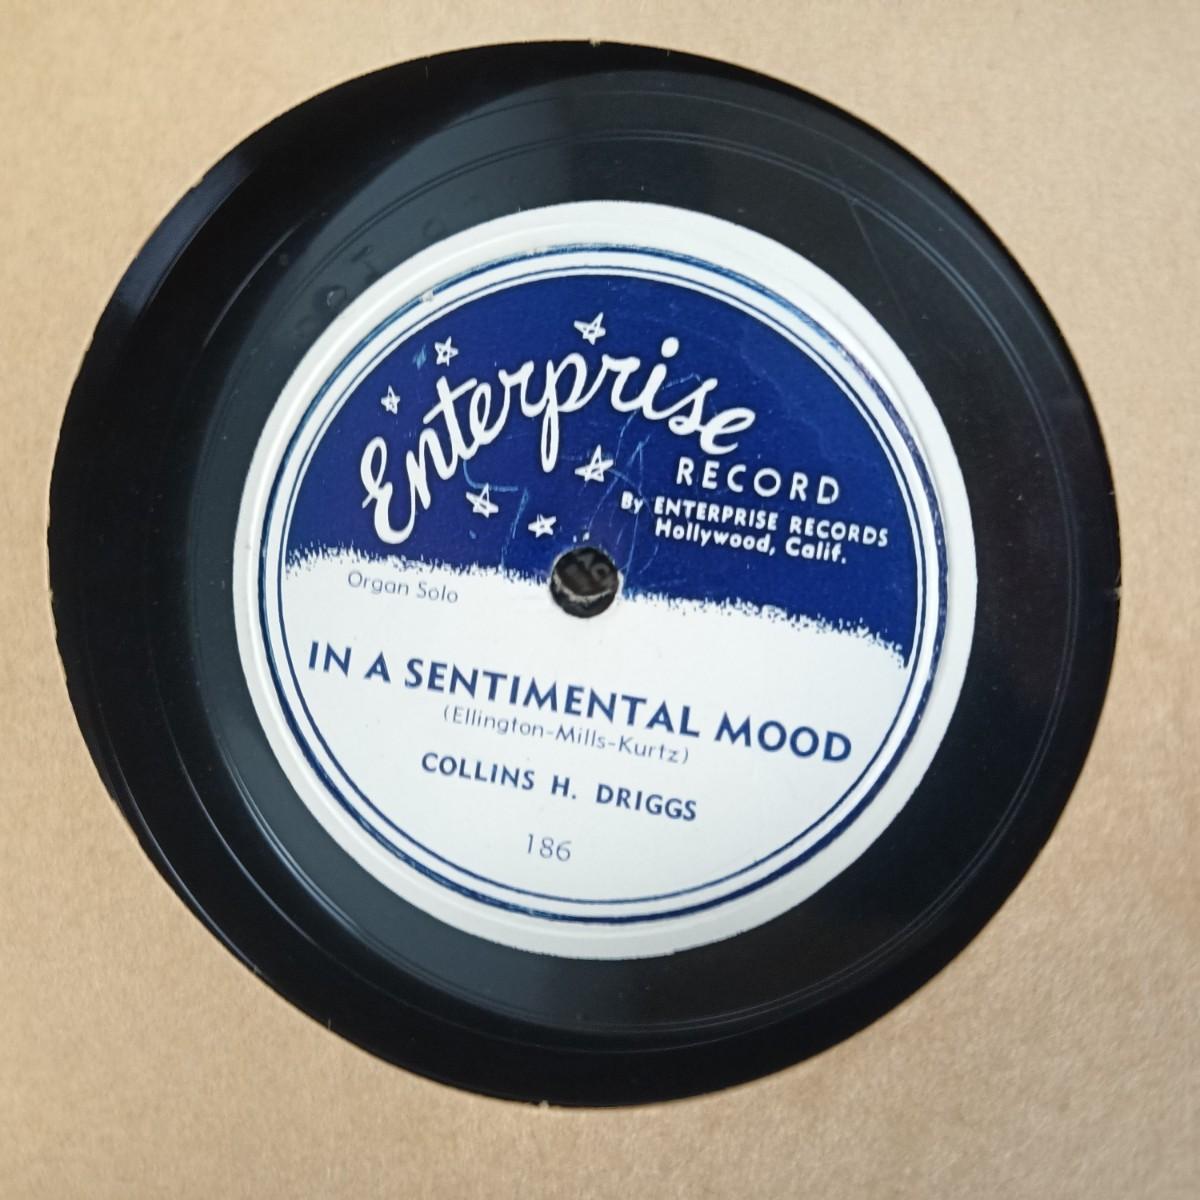 Enterprise
RECORD
By ENTERPRISE RECORDS
Hollywood, Calif.
Organ Solo
IN A SENTIMENTAL MOOD
(Ellington-Mills-Kurtz)
COLLINS H. DRIGGS
186